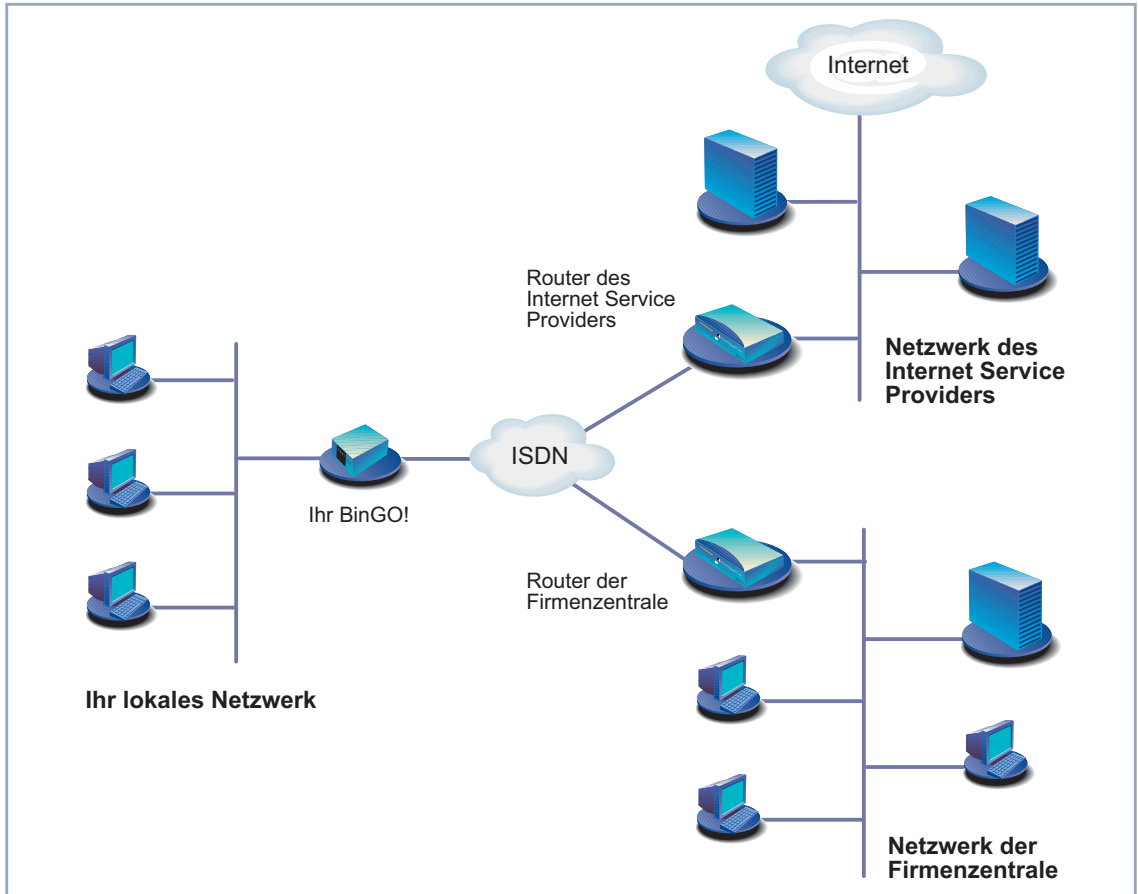 Internet
Router des
Internet Service
Providers
Netzwerk des
Internet Service
Providers
ISDN
Ihr BinGO!
Router der
Firmenzentrale
Ihr lokales Netzwerk
Netzwerk der
Firmenzentrale